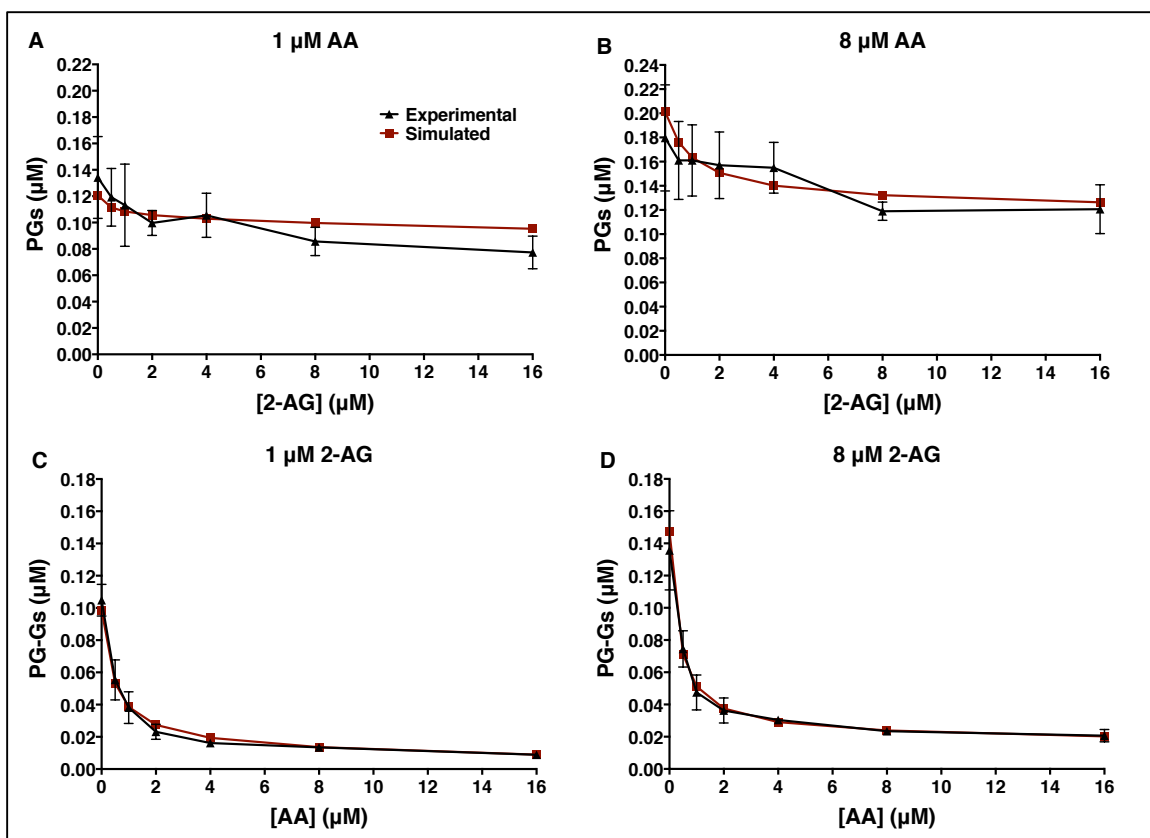 A
1 µM AA
0.22
0.20
0.18
0.16
0.14
0.12
0.10
0.08
0.06
0.04
0.02
0.00
PGs (µM)
Experimental
Simulated
0 2 4 6 8 10 12 14 16
[2-AG] (µM)
B
8 µM AA
0.24
0.22
0.20
0.18
0.16
0.14
0.12
0.10
0.08
0.06
0.04
0.02
0.00
PGs (µM)
0 2 4 6 8 10 12 14 16
[2-AG] (µM)
C
1 µM 2-AG
0.18
0.16
0.14
0.12
0.10
0.08
0.06
0.04
0.02
0.00
PG-Gs (µM)
0 2 4 6 8 10 12 14 16
[AA] (µM)
D
8 µM 2-AG
0.18
0.16
0.14
0.12
0.10
0.08
0.06
0.04
0.02
0.00
PG-Gs (µM)
0 2 4 6 8 10 12 14 16
[AA] (µM)